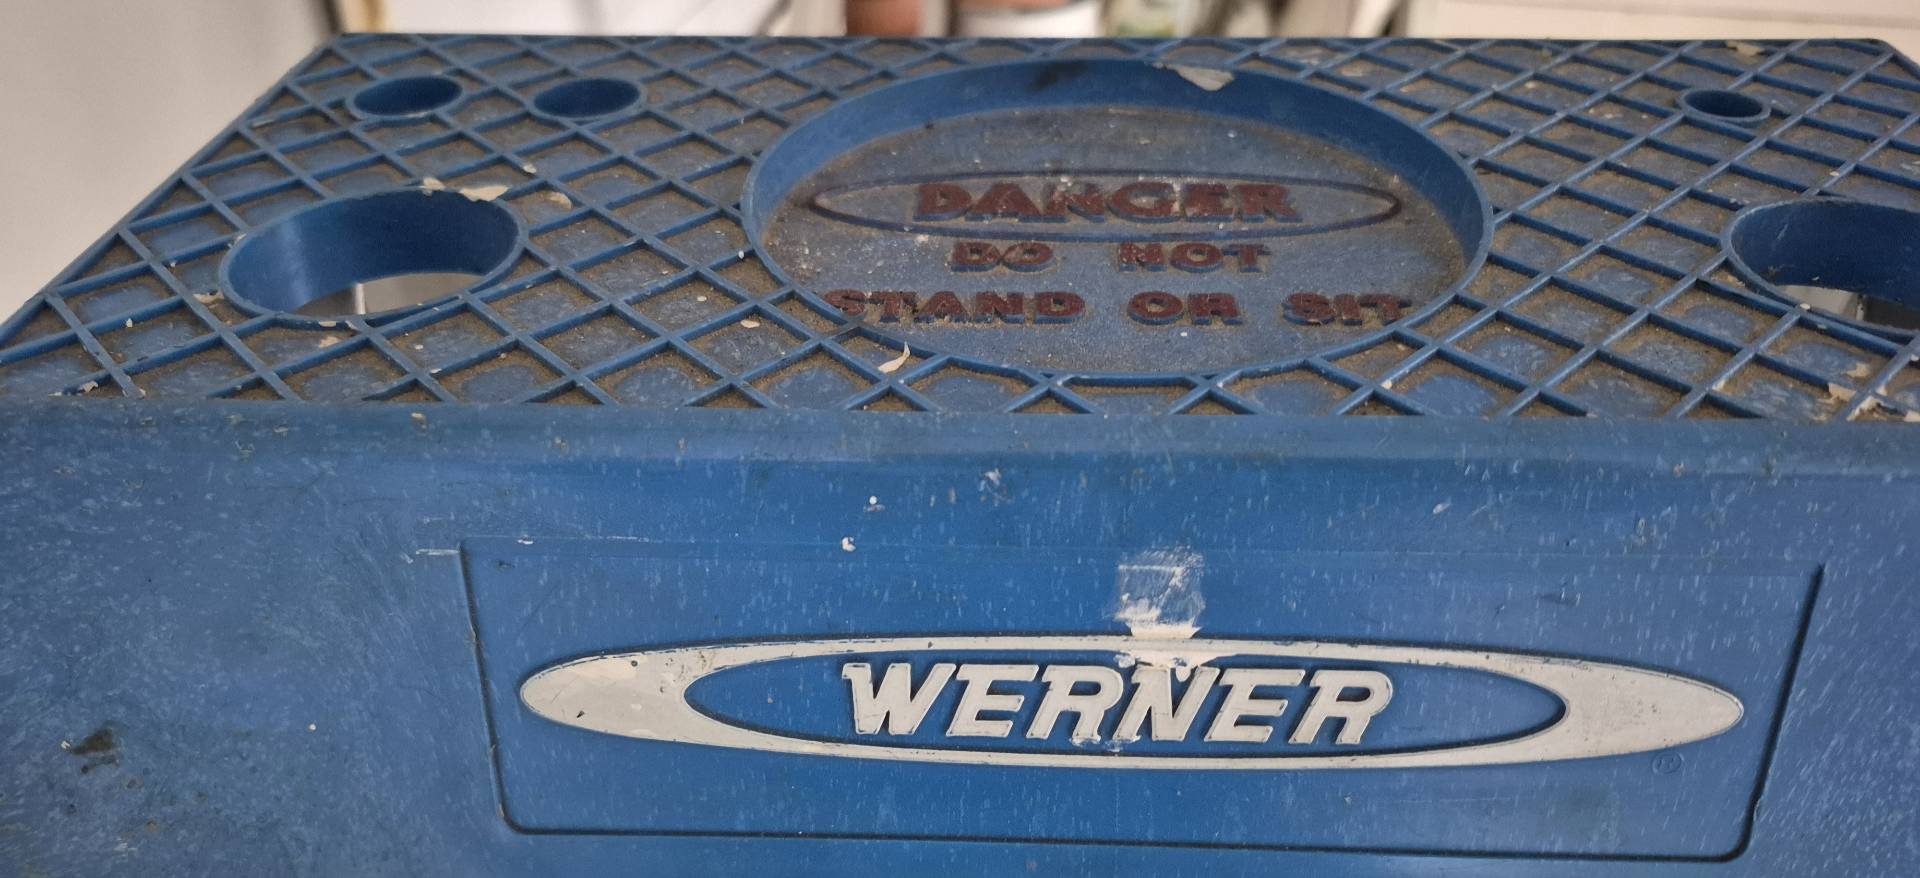 DANGER
DO NOT
STAND OR SIT
WERNER
®